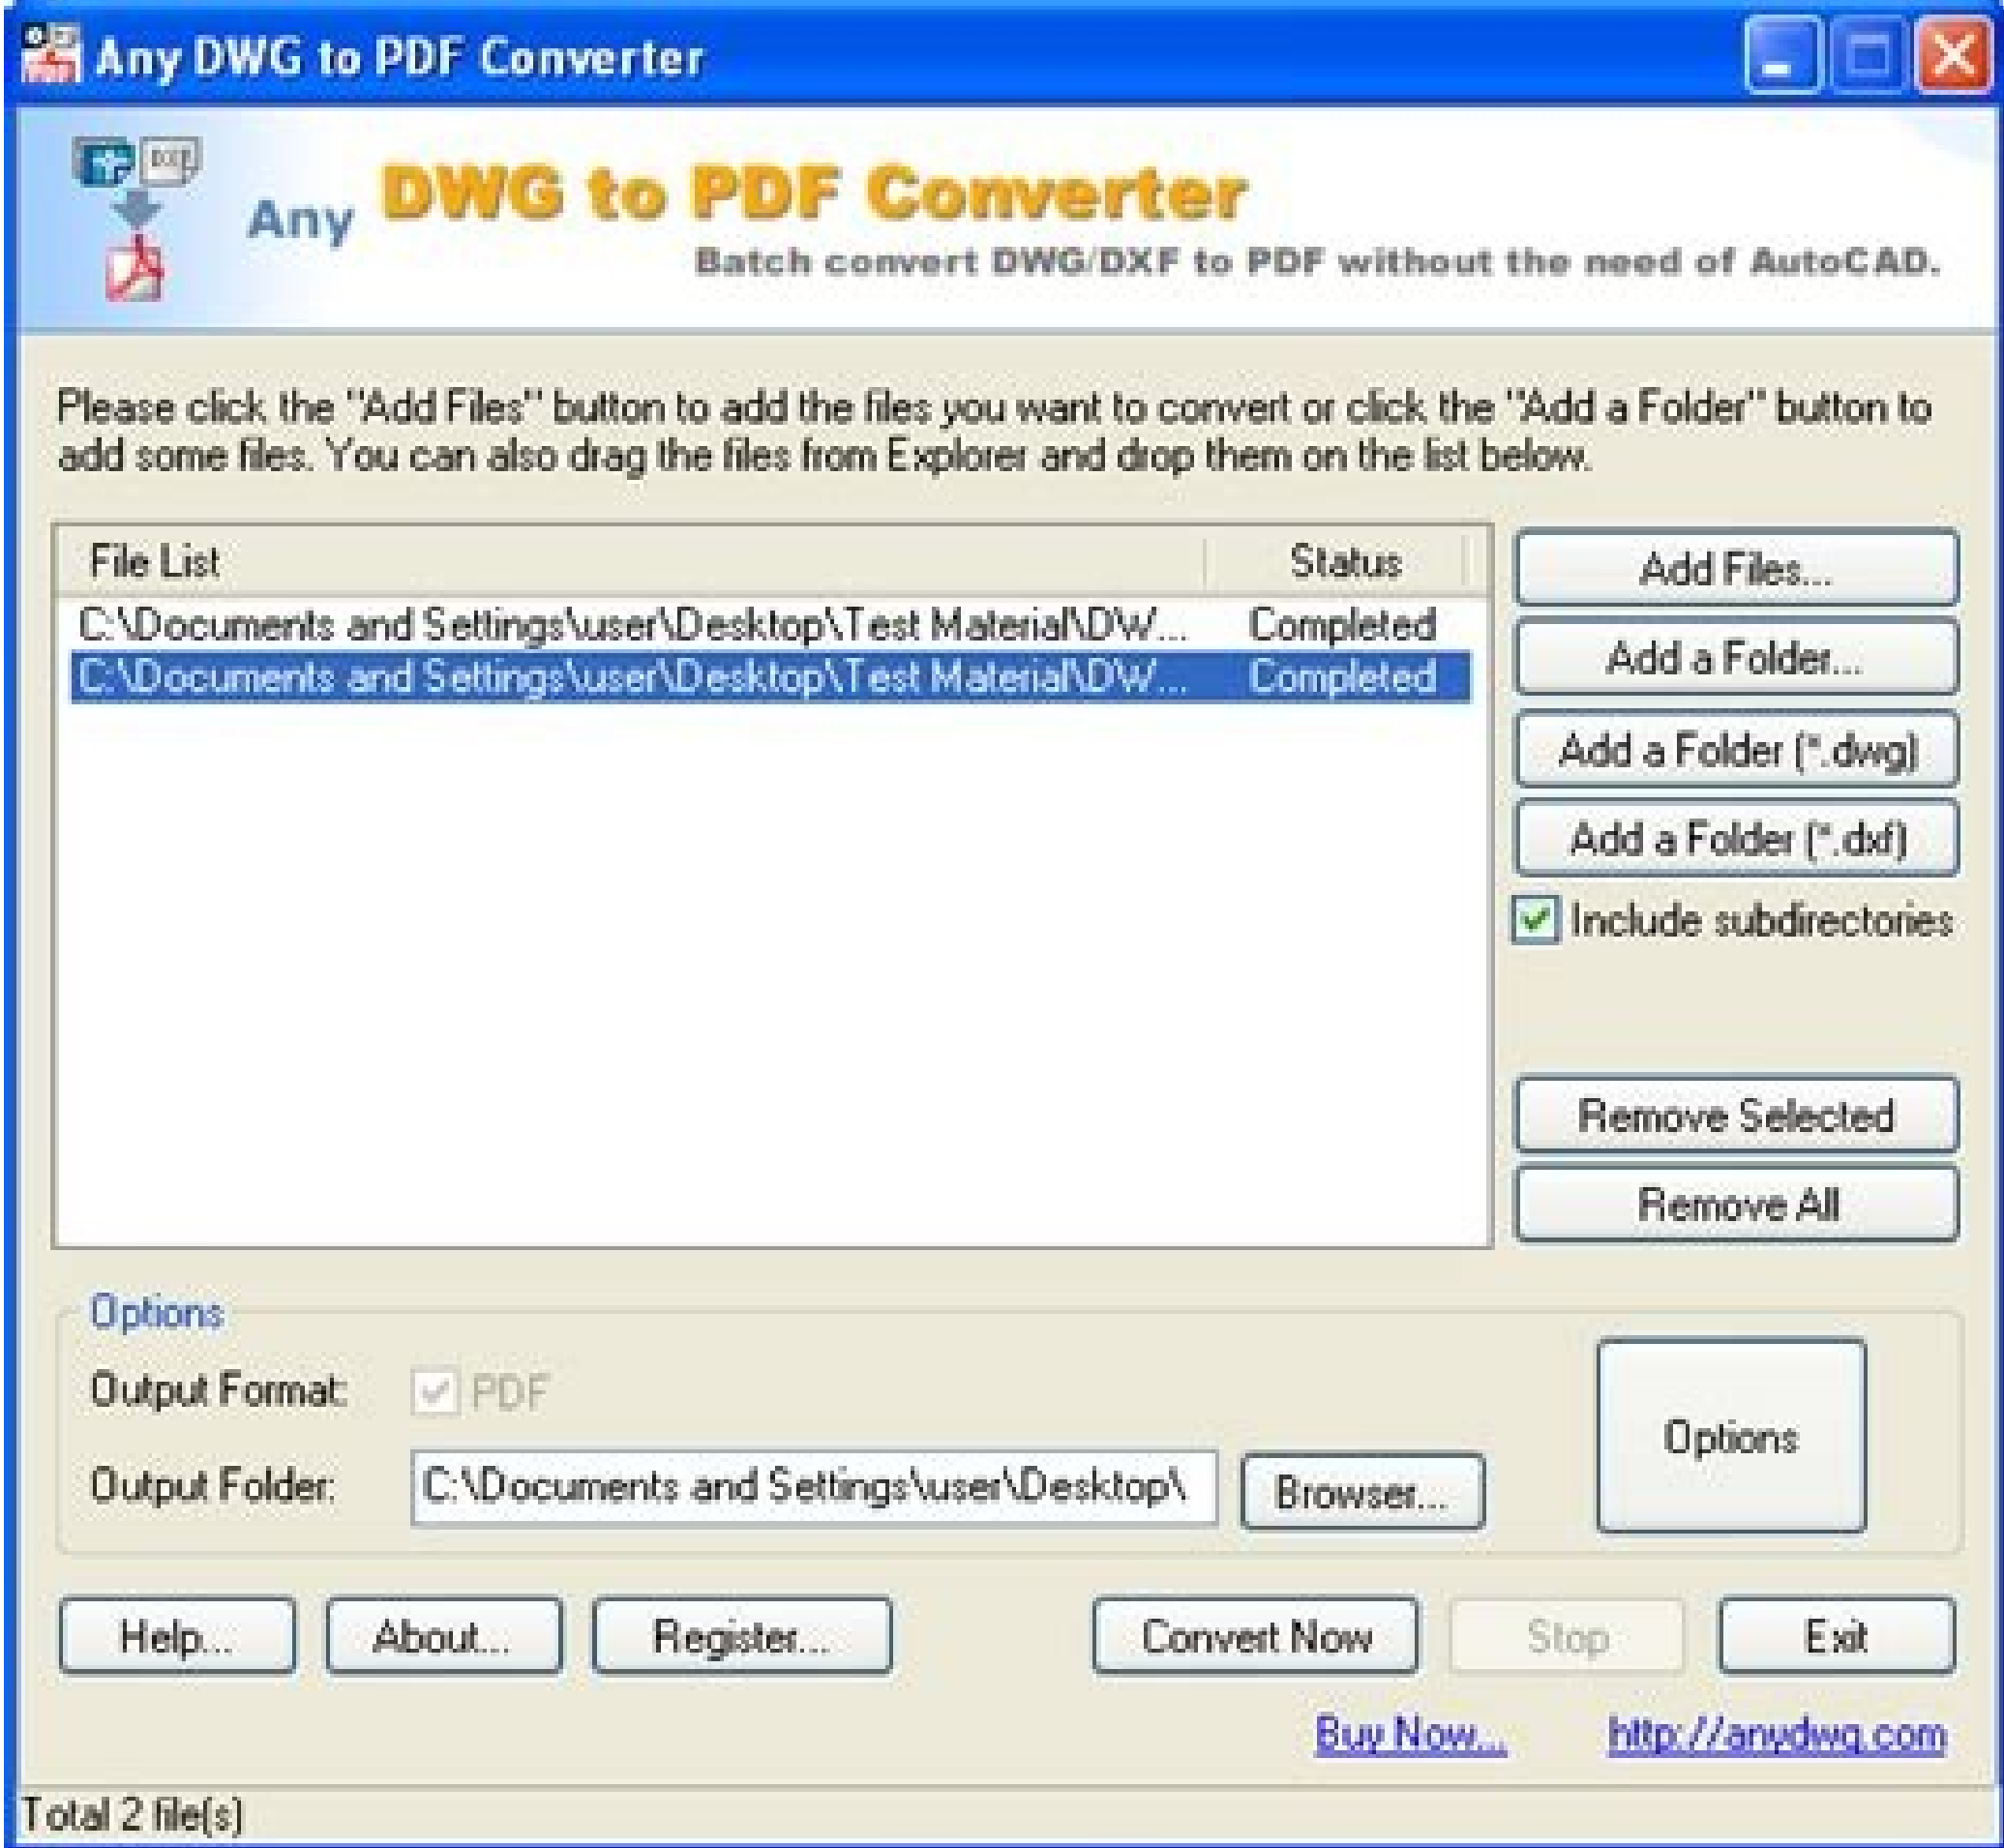 Any DWG to PDF Converter
DXF
Any DWG to PDF Converter
Batch convert DWG/DXF to PDF without the need of AutoCAD.
Please click the "Add Files" button to add the files you want to convert or click the "Add a Folder" button to
add some files. You can also drag the files from Explorer and drop them on the list below.
File List Status
C:\Documents and Settings\user\Desktop\Test Material\DW... Completed
C:\Documents and Settings\user\Desktop\Test Material\DW... Completed
Add Files...
Add a Folder...
Add a Folder (*.dwg)
Add a Folder (*.dxf)
Include subdirectories
Remove Selected
Remove All
Options
Output Format: PDF
Output Folder: C:\Documents and Settings\user\Desktop\ Browser...
Options
Help... About... Register... Convert Now Stop Exit
Buy Now... http://anydwg.com
Total 2 file(s)